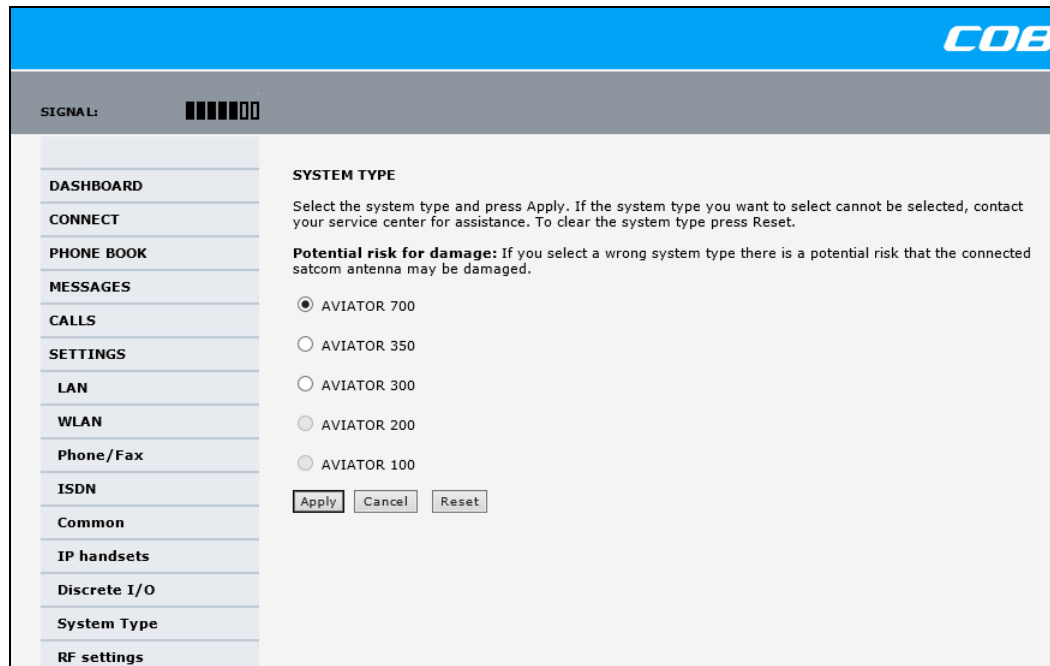 COB
SIGNAL:
DASHBOARD
CONNECT
PHONE BOOK
MESSAGES
CALLS
SETTINGS
LAN
WLAN
Phone/Fax
ISDN
Common
IP handsets
Discrete I/O
System Type
RF settings
SYSTEM TYPE
Select the system type and press Apply. If the system type you want to select cannot be selected, contact
your service center for assistance. To clear the system type press Reset.
Potential risk for damage: If you select a wrong system type there is a potential risk that the connected
satcom antenna may be damaged.
AVIATOR 700
AVIATOR 350
AVIATOR 300
AVIATOR 200
AVIATOR 100
Apply Cancel Reset